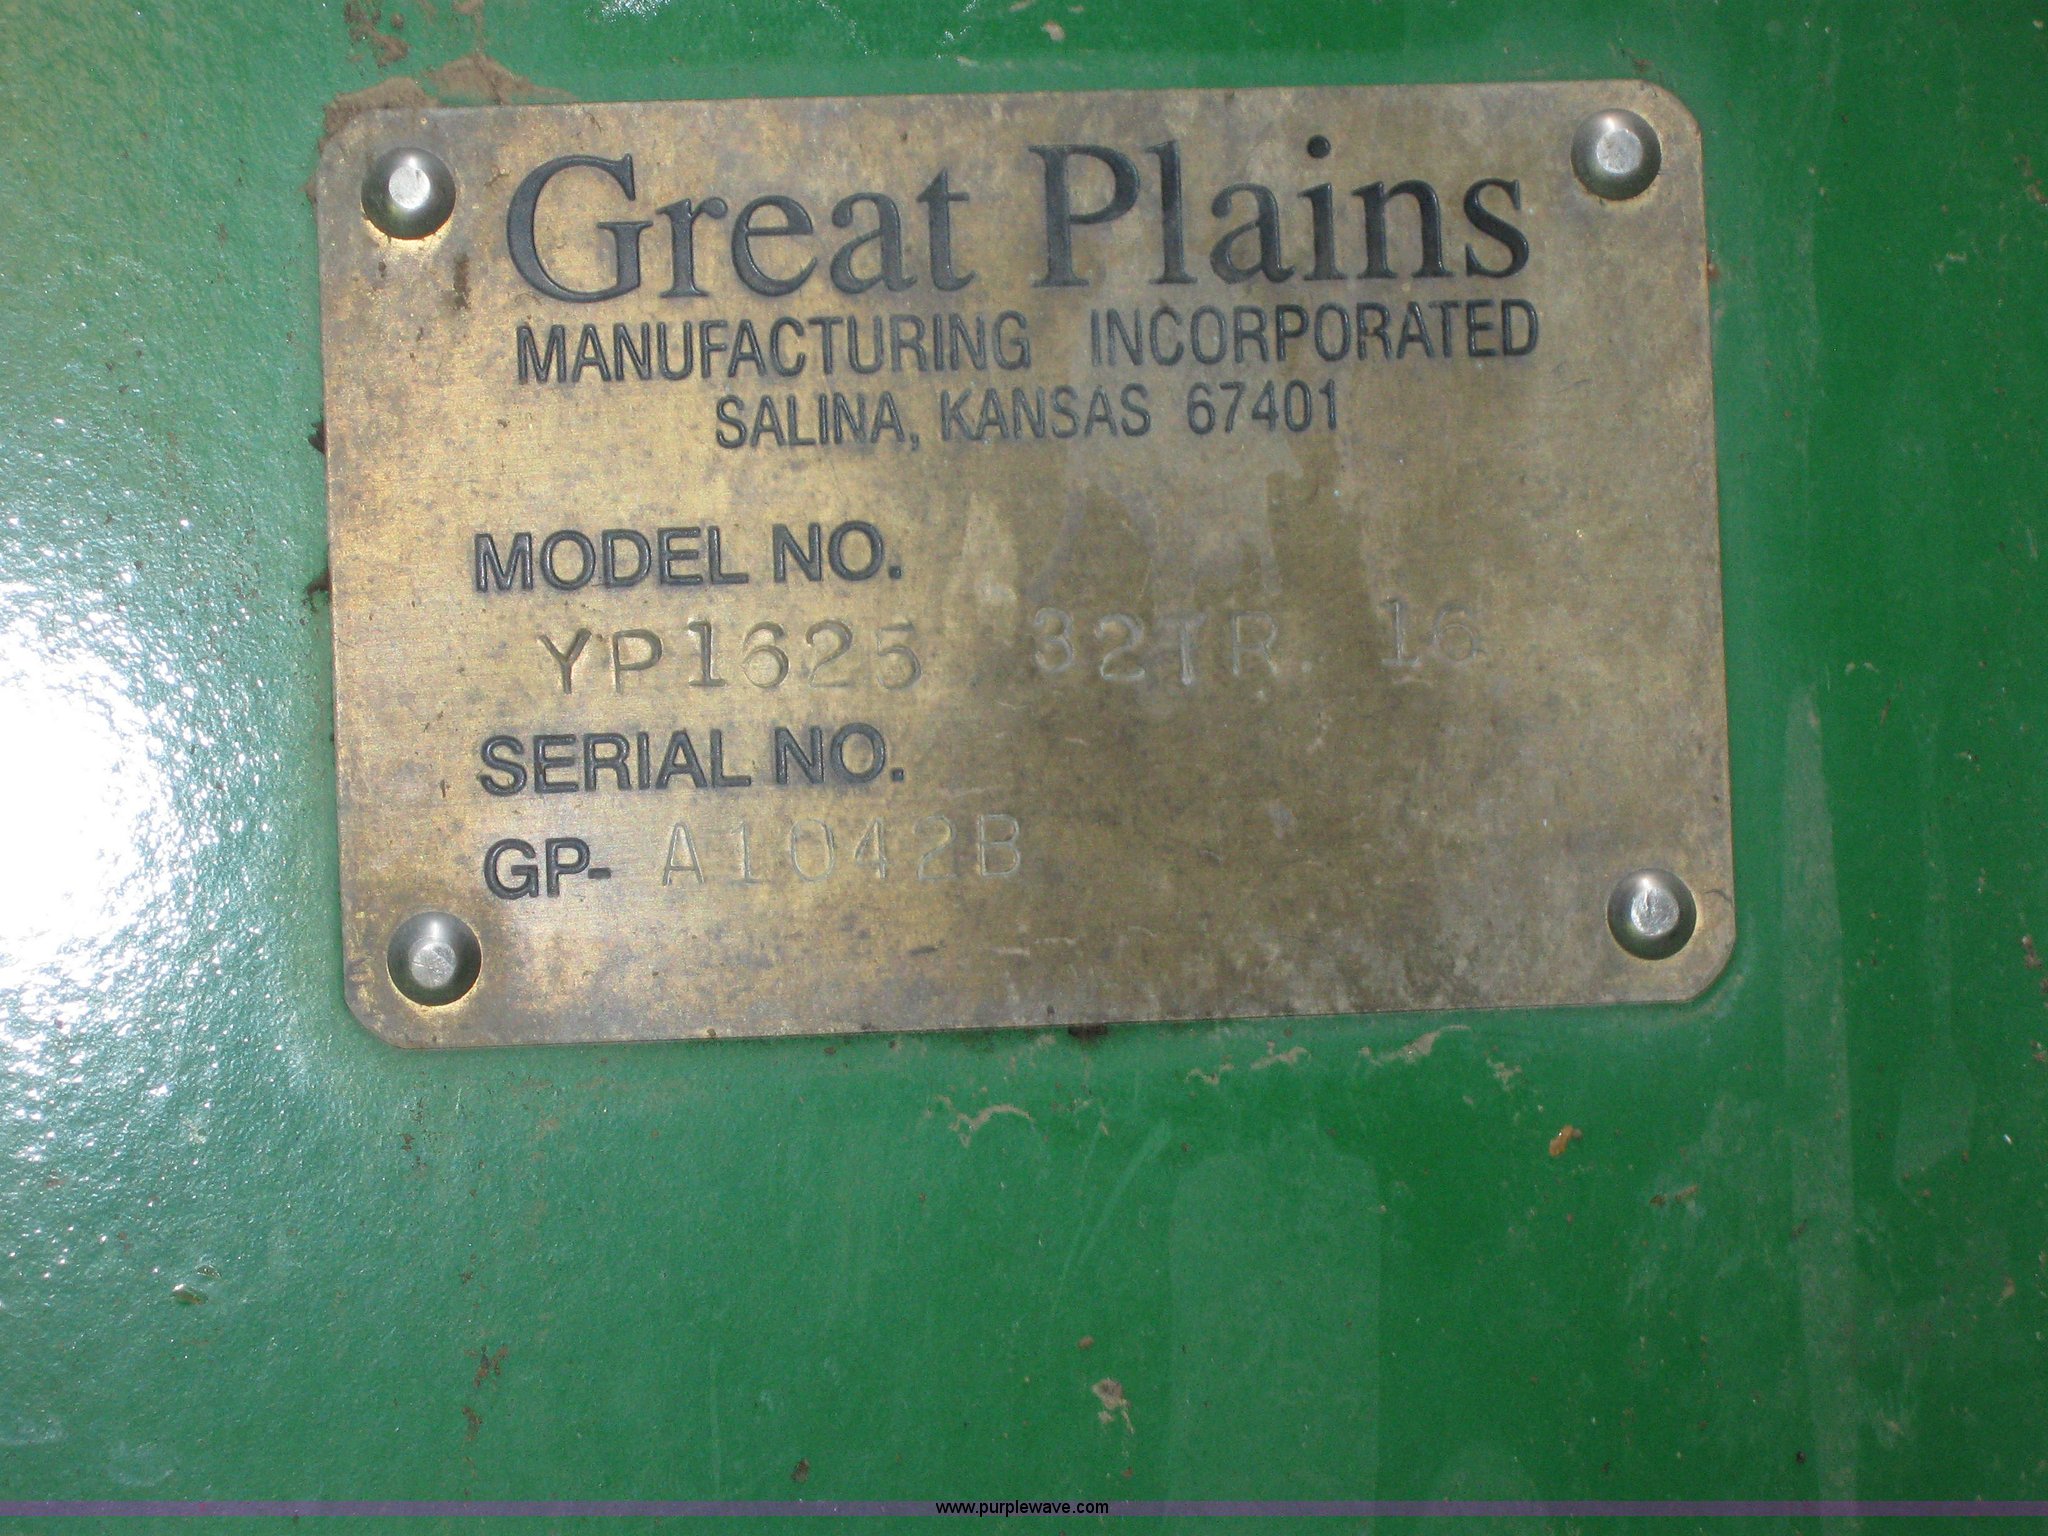 Great Plains
MANUFACTURING INCORPORATED
SALINA, KANSAS 67401
MODEL NO.
YP1625 32TR. 16
SERIAL NO.
GP- A1042B
www.purplewave.com